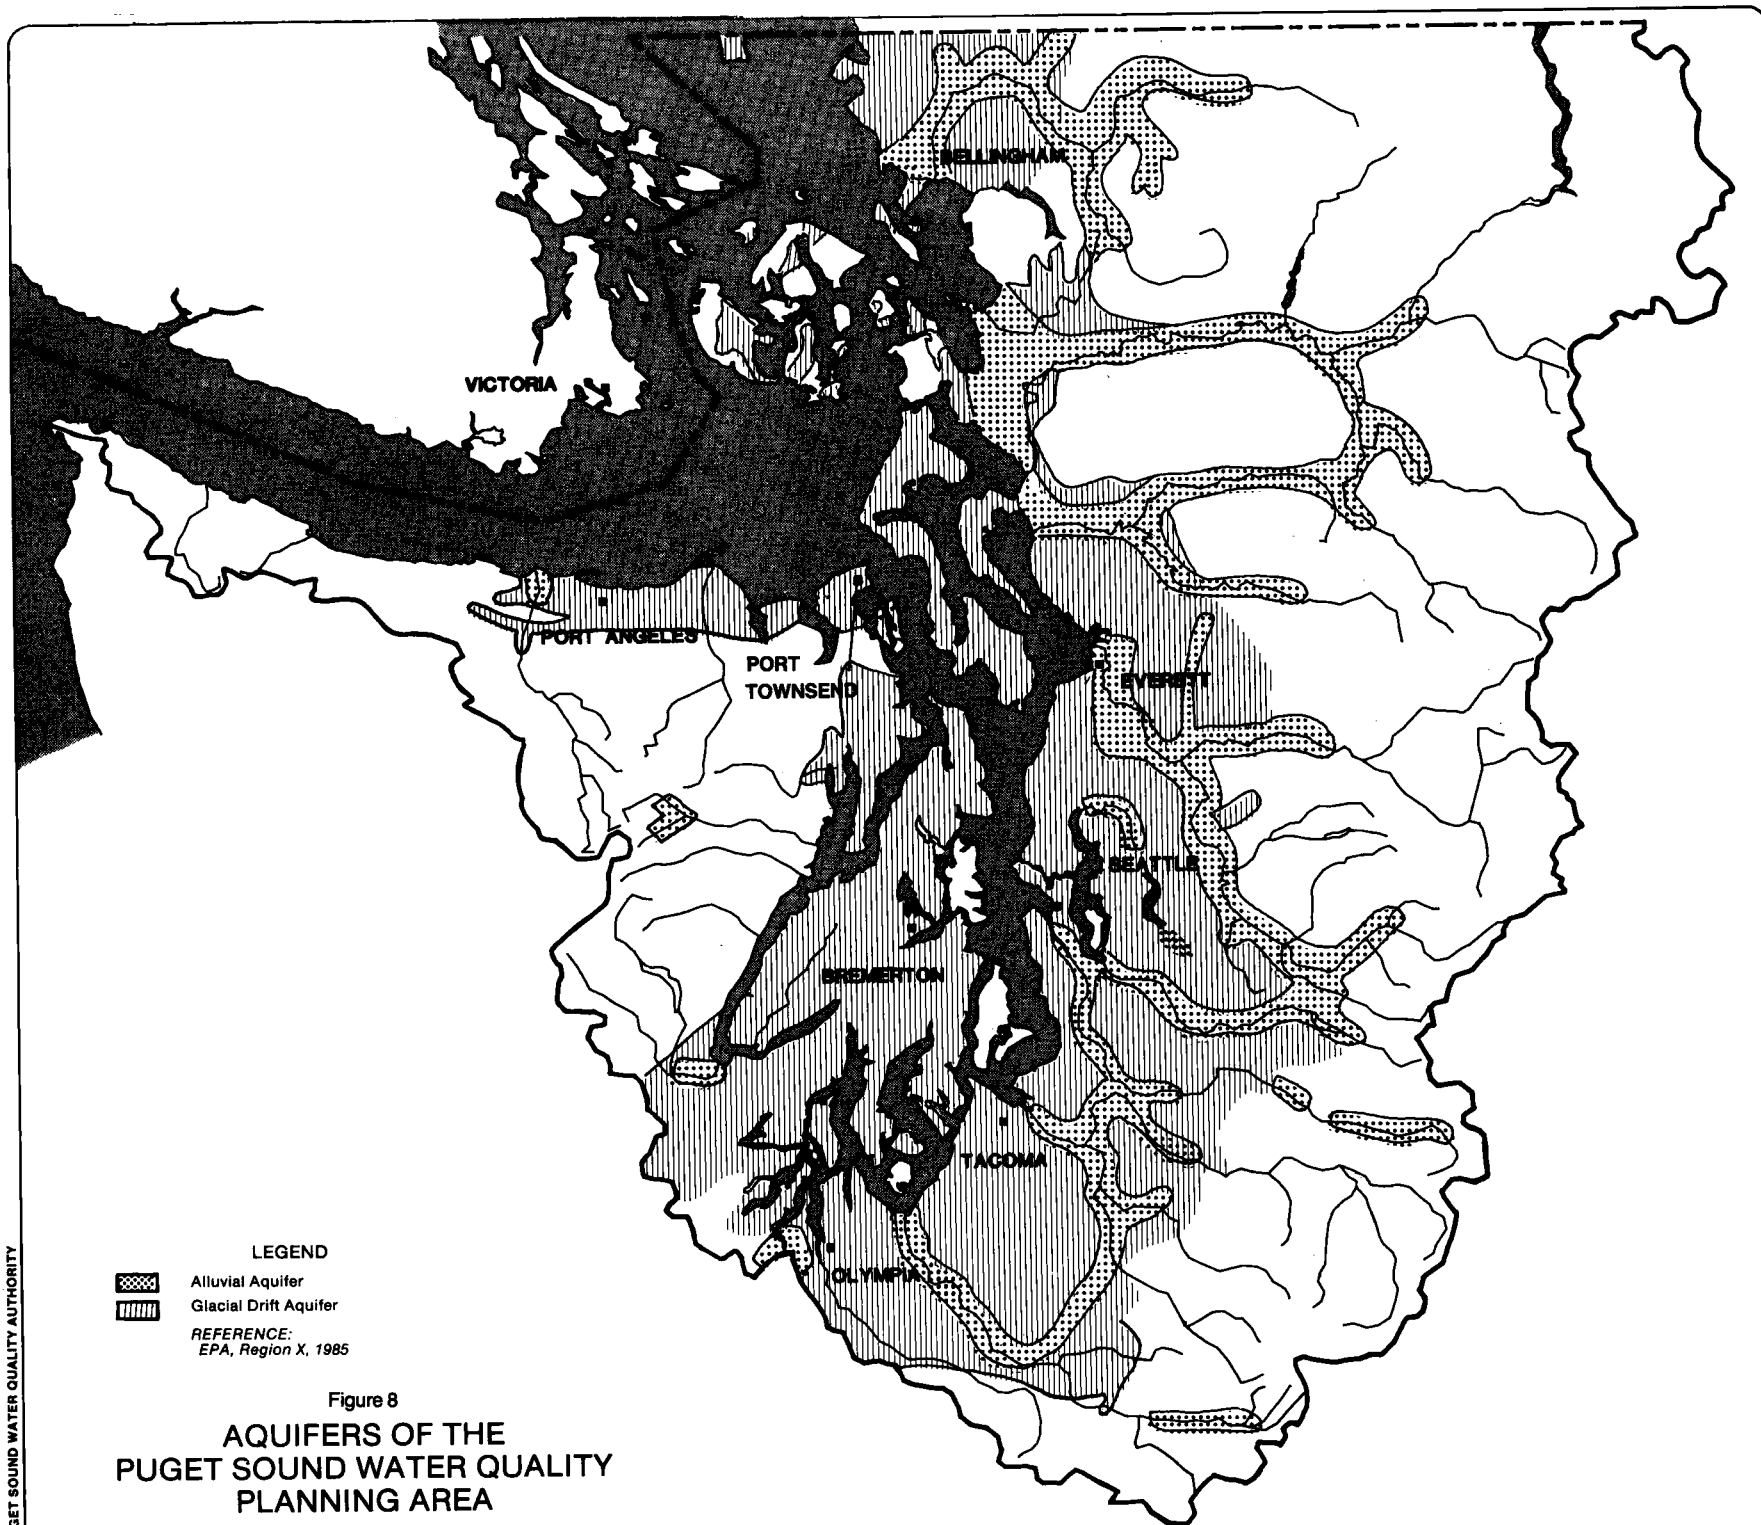 BELLINGHAM
VICTORIA
PORT ANGELES
PORT
TOWNSEND
EVERETT
SEATTLE
BREMERTON
TACOMA
OLYMPIA
LEGEND
Alluvial Aquifer
Glacial Drift Aquifer
REFERENCE:
EPA, Region X, 1985
Figure 8
AQUIFERS OF THE
PUGET SOUND WATER QUALITY
PLANNING AREA
GET SOUND WATER QUALITY AUTHORITY